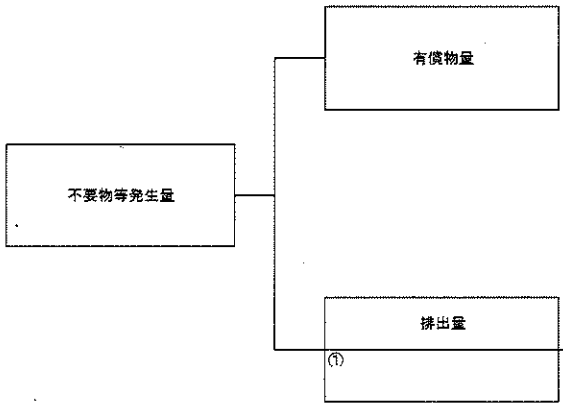 有償物量
不要物等発生量
排出量
①